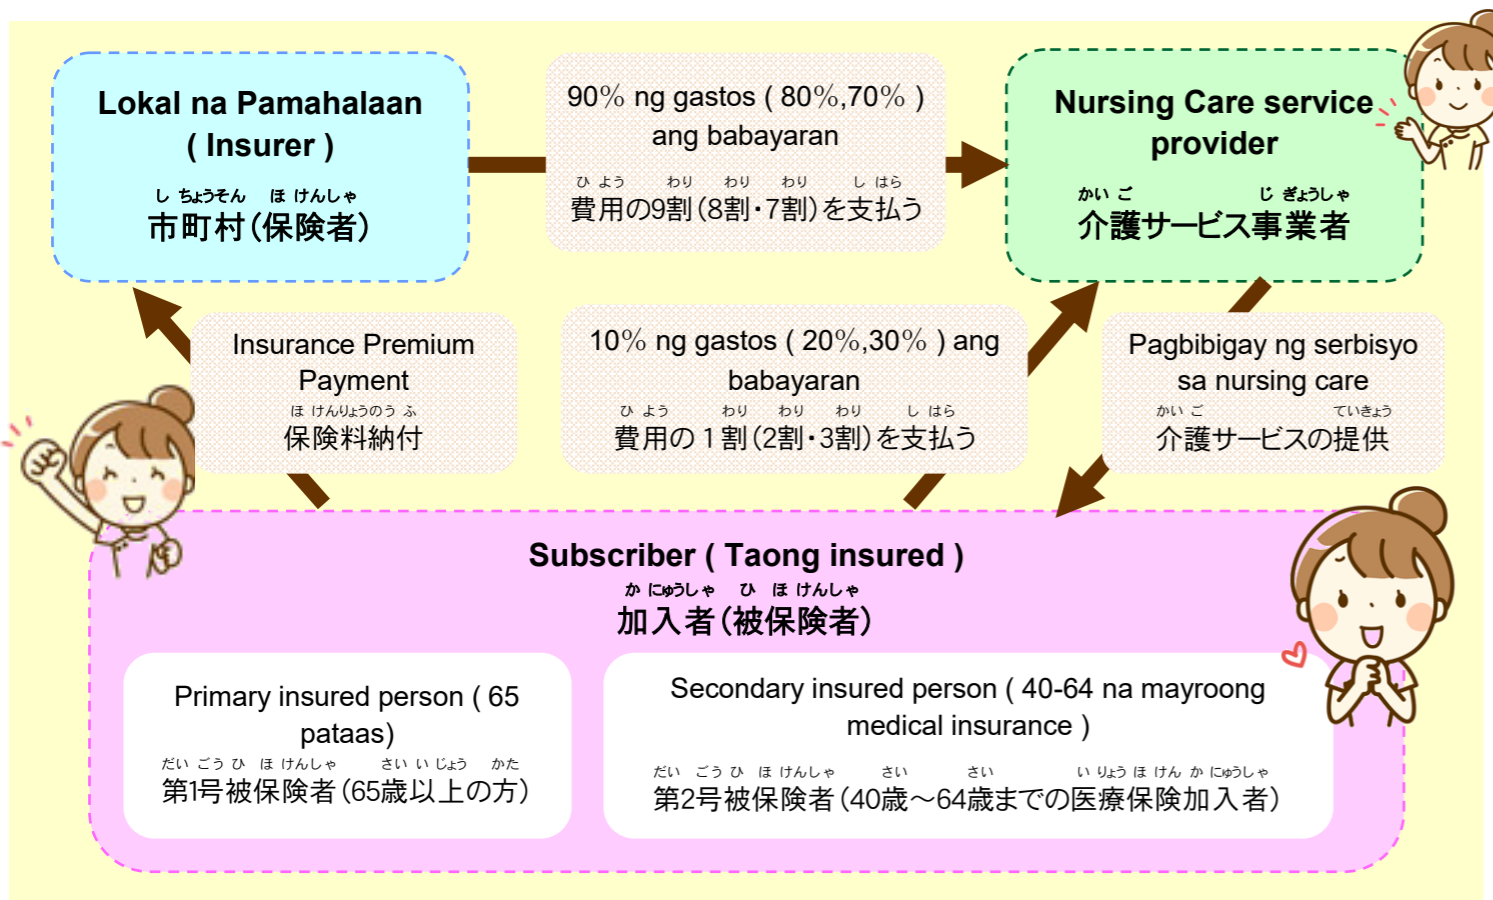 Lokal na Pamahalaan
( Insurer )
し ちょうそん ほ けんしゃ
市町村（保険者）
90% ng gastos ( 80%,70% )
ang babayaran
ひ よう わり わり わり し はら
費用の9割（8割・7割）を支払う
Nursing Care service
provider
かい ご じ ぎょうしゃ
介護サービス事業者
Insurance Premium
Payment
ほ けんりょうのう ふ
保険料納付
10% ng gastos ( 20%,30% ) ang
babayaran
ひ よう わり わり わり し はら
費用の１割（2割・3割）を支払う
Pagbibigay ng serbisyo
sa nursing care
かい ご ていきょう
介護サービスの提供
Subscriber ( Taong insured )
か にゅうしゃ ひ ほ けんしゃ
加入者（被保険者）
Primary insured person ( 65
pataas)
だい ごう ひ ほ けんしゃ さい い じょう かた
第1号被保険者（65歳以上の方）
Secondary insured person ( 40-64 na mayroong
medical insurance )
だい ごう ひ ほ けんしゃ さい さい い りょう ほ けん か にゅうしゃ
第2号被保険者（40歳～64歳までの医療保険加入者）